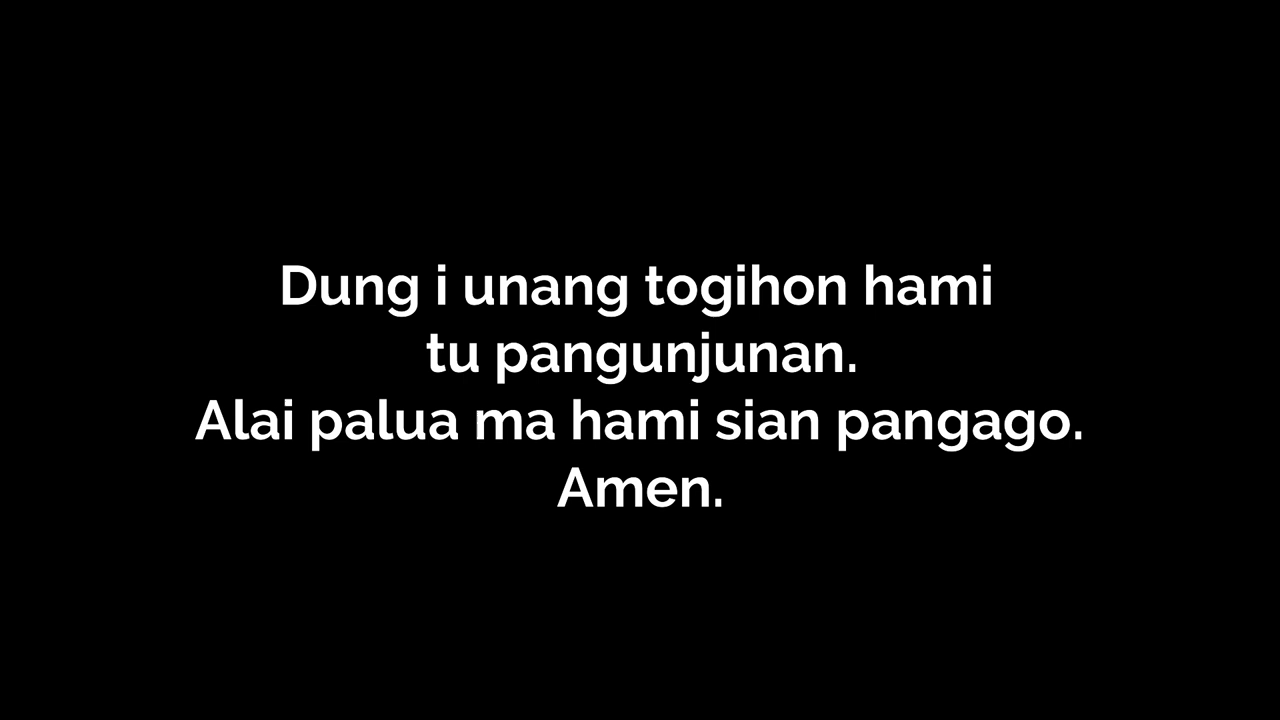 Dung i unang togihon hami
tu pangunjunan.
Alai palua ma hami sian pangago.
Amen.